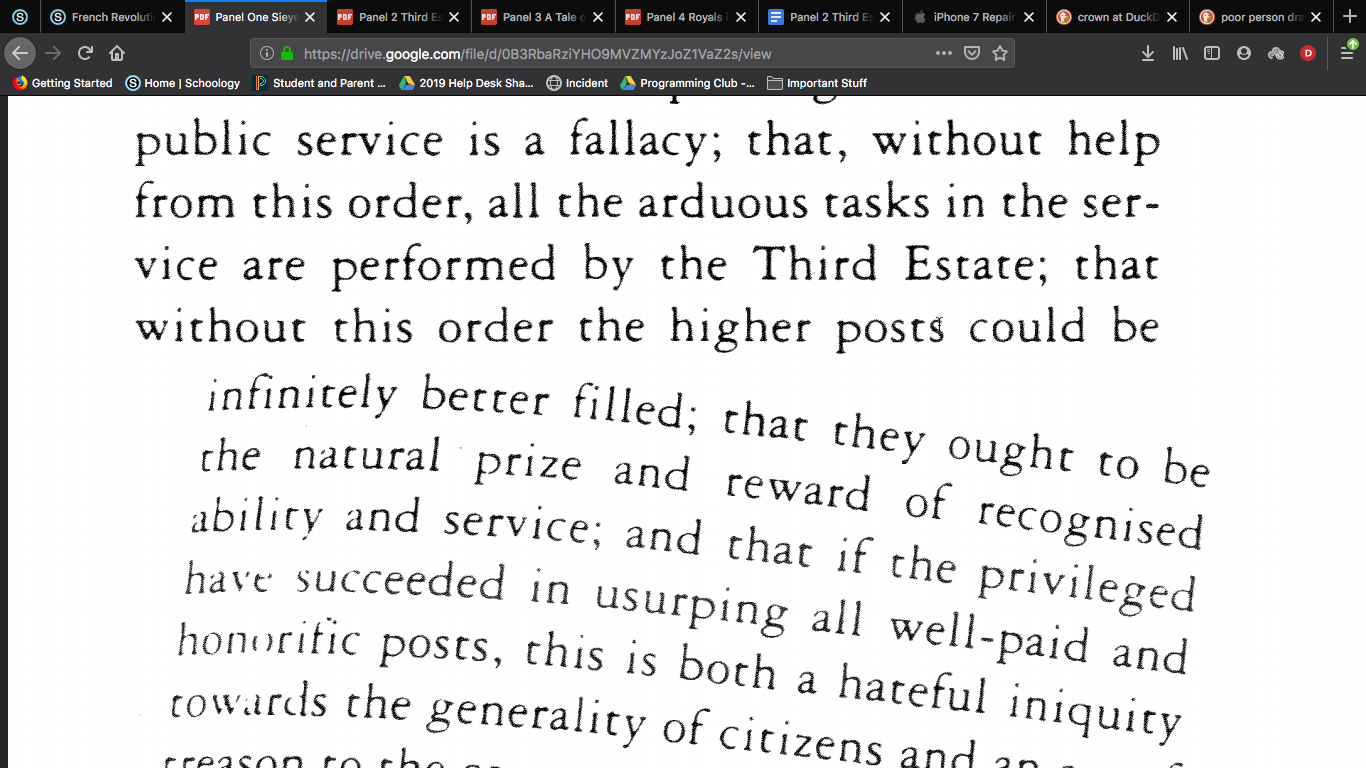 French Revoluti
Panel One Sieye
Panel 2 Third Es
Panel 3 A Tale o
Panel 4 Royals i
Panel 2 Third Es
iPhone 7 Repair
crown at DuckD
poor person dra
https://drive.google.com/file/d/0B3RbaRziYHO9MVZMYzJoZ1VaZ2s/view
D
Getting Started
Home | Schoology
Student and Parent ...
2019 Help Desk Sha...
Incident
Programming Club -...
Important Stuff
public service is a fallacy; that, without help
from this order, all the arduous tasks in the ser-
vice are performed by the Third Estate; that
without this order the higher posts could be
infinitely better filled; that they ought to be
the natural prize and reward of recognised
ability and service; and that if the privileged
have succeeded in usurping all well-paid and
honorific posts, this is both a hateful iniquity
towards the generality of citizens and an
treason to the